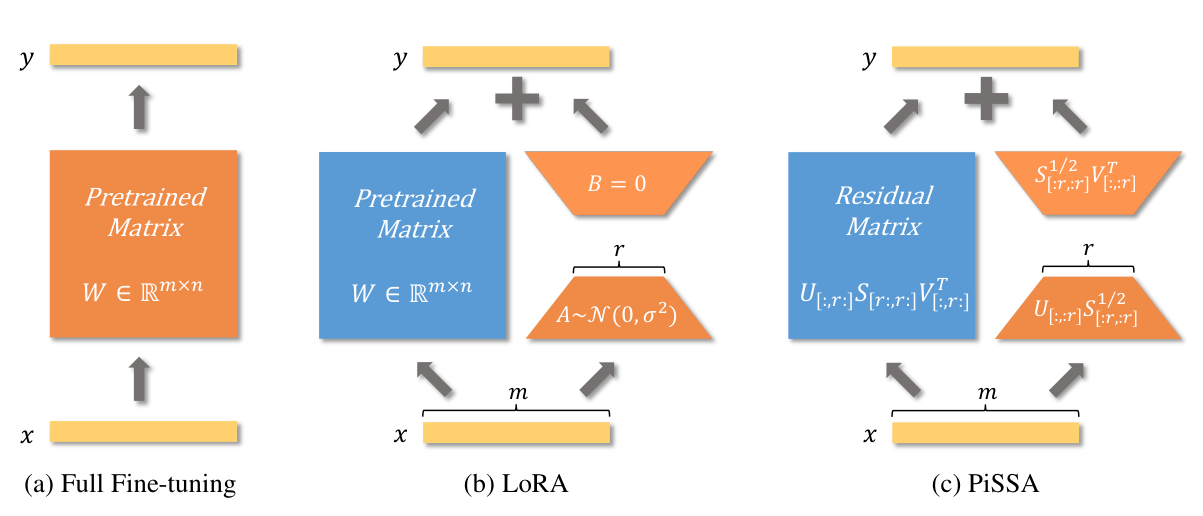 y
Pretrained
Matrix
W ∈ ℝ^{m×n}
x
(a) Full Fine-tuning
y
Pretrained
Matrix
W ∈ ℝ^{m×n}
B = 0
r
A~𝒩(0, σ²)
m
x
(b) LoRA
y
Residual
Matrix
U_{[:,r:]}S_{[r:,r:]}V^T_{[:,r:]}
S^{1/2}_{[:r,:r]}V^T_{[:,:r]}
r
U_{[:,:r]}S^{1/2}_{[:r,:r]}
m
x
(c) PiSSA